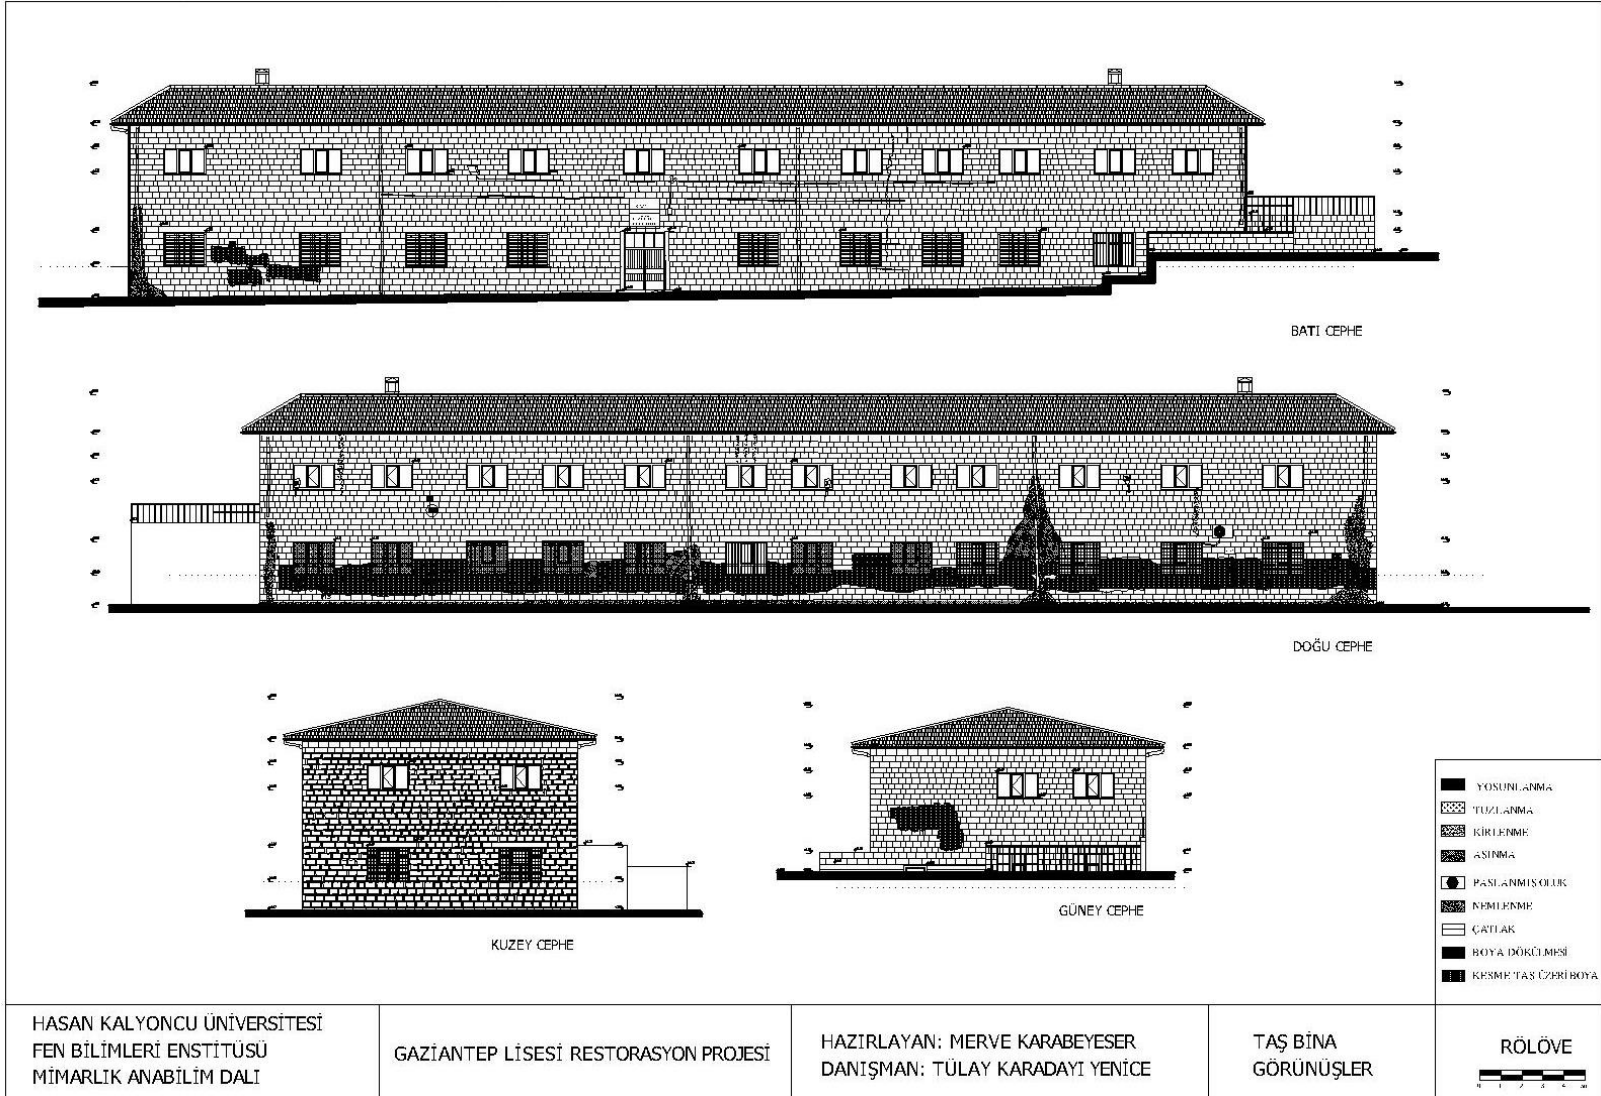 BATI CEPHE
DOĞU CEPHE
KUZEY CEPHE
GÜNEY CEPHE
YOSUNLANMA
TUZLANMA
KİRLENME
AŞINMA
PASLANMIŞ OLUK
NEMLENME
ÇATLAK
BOYA DÖKÜLMESİ
KESME TAŞ ÜZERİ BOYA
HASAN KALYONCU ÜNİVERSİTESİ
FEN BİLİMLERİ ENSTİTÜSÜ
MİMARLIK ANABİLİM DALI
GAZİANTEP LİSESİ RESTORASYON PROJESİ
HAZIRLAYAN: MERVE KARABEYESER
DANIŞMAN: TÜLAY KARADAYI YENİCE
TAŞ BİNA
GÖRÜNÜŞLER
RÖLÖVE